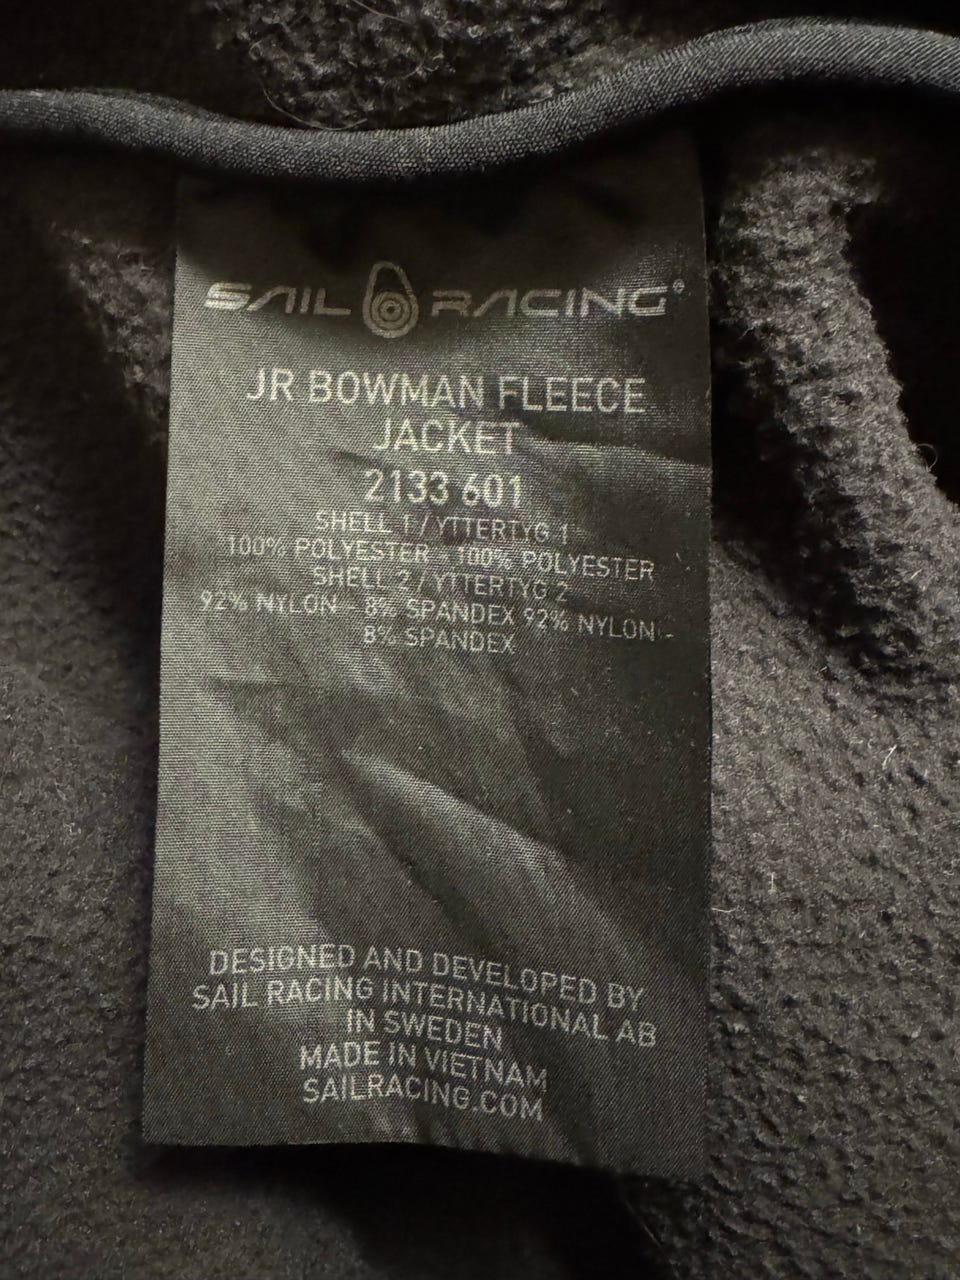 SAIL RACING®
JR BOWMAN FLEECE
JACKET
2133 601
SHELL 1 / YTTERTYG 1
100% POLYESTER - 100% POLYESTER
SHELL 2 / YTTERTYG 2
92% NYLON - 8% SPANDEX 92% NYLON -
8% SPANDEX
DESIGNED AND DEVELOPED BY
SAIL RACING INTERNATIONAL AB
IN SWEDEN
MADE IN VIETNAM
SAILRACING.COM